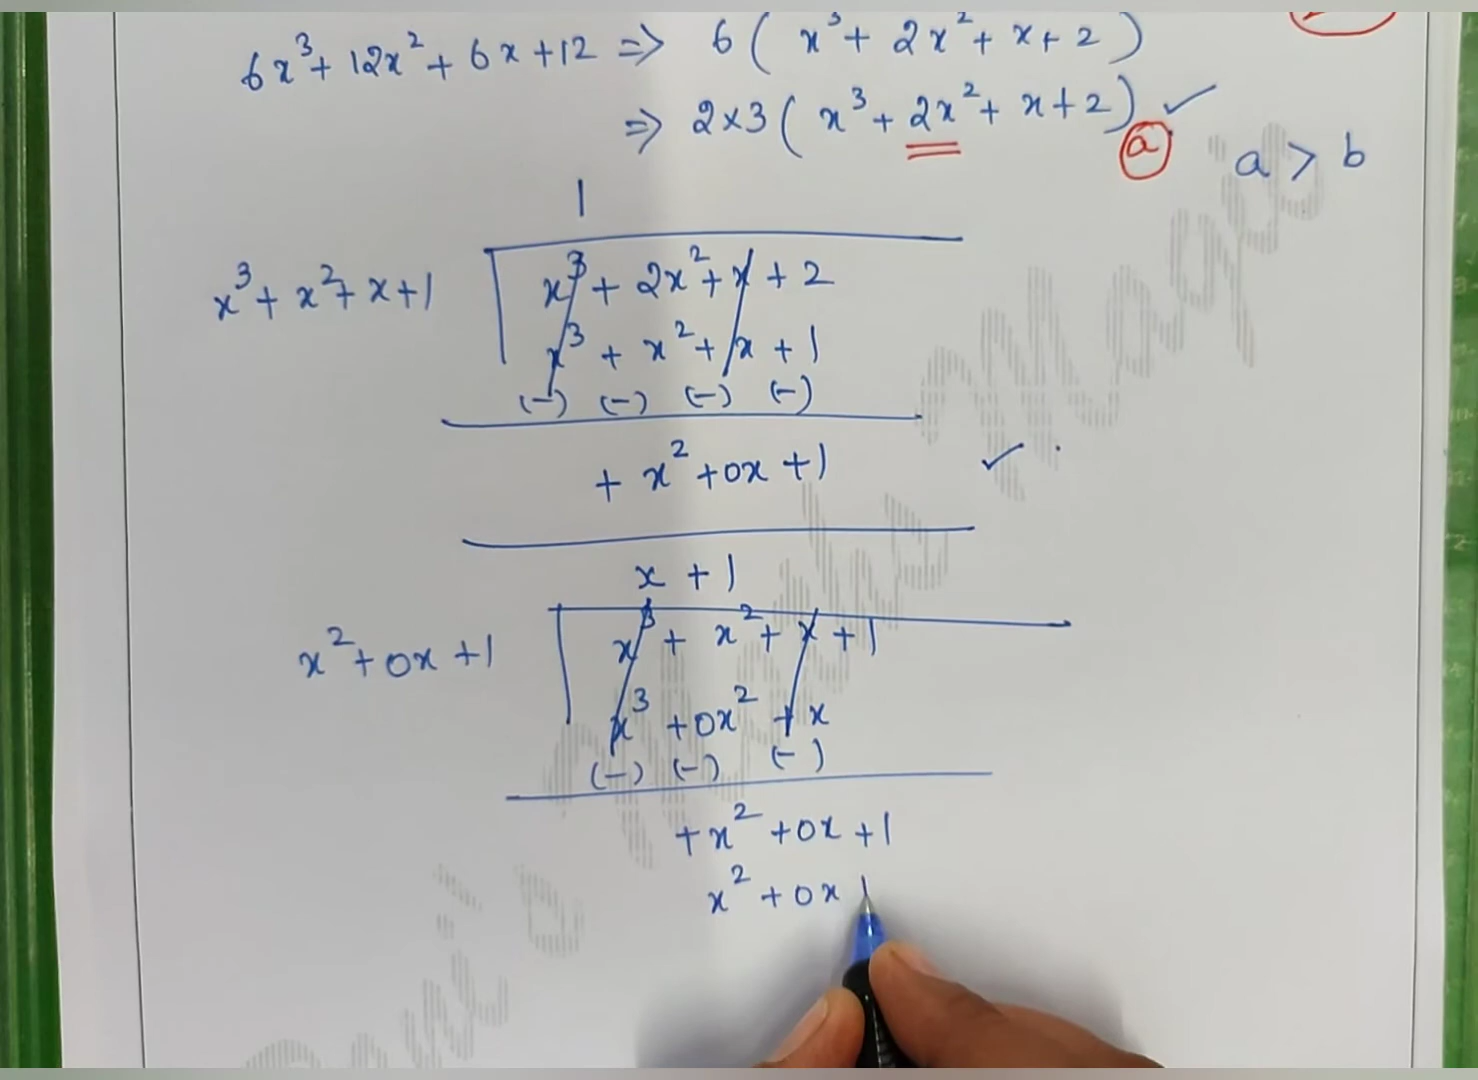 6x³+ 12x² + 6x +12 => 6 ( x³+ 2x²+ x+ 2 )
=> 2×3 ( x³ + 2x²+ x+2 ) ✓
a
a > b
1
x³+ x²+ x+1
x³ + 2x²+ x + 2
x³ + x²+ x + 1
(-) (-) (-) (-)
+ x² +0x +1 ✓
x +1
x²+0x +1
x³+ x²+ x +1
x³ +0x² + x
(-) (-) (-)
+x² +0x +1
x² +0x